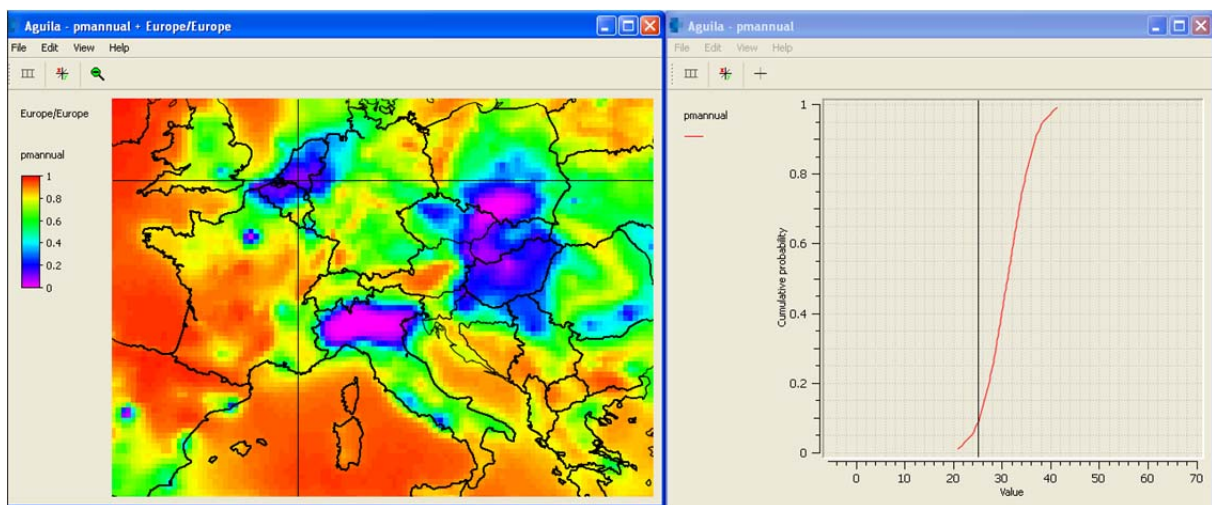 Aguila - pmannual + Europe/Europe
File Edit View Help
Europe/Europe
pmannual
1
0.8
0.6
0.4
0.2
0
Aguila - pmannual
File Edit View Help
pmannual
1
0.8
0.6
0.4
0.2
0
Cumulative probability
0 10 20 30 40 50 60 70
Value